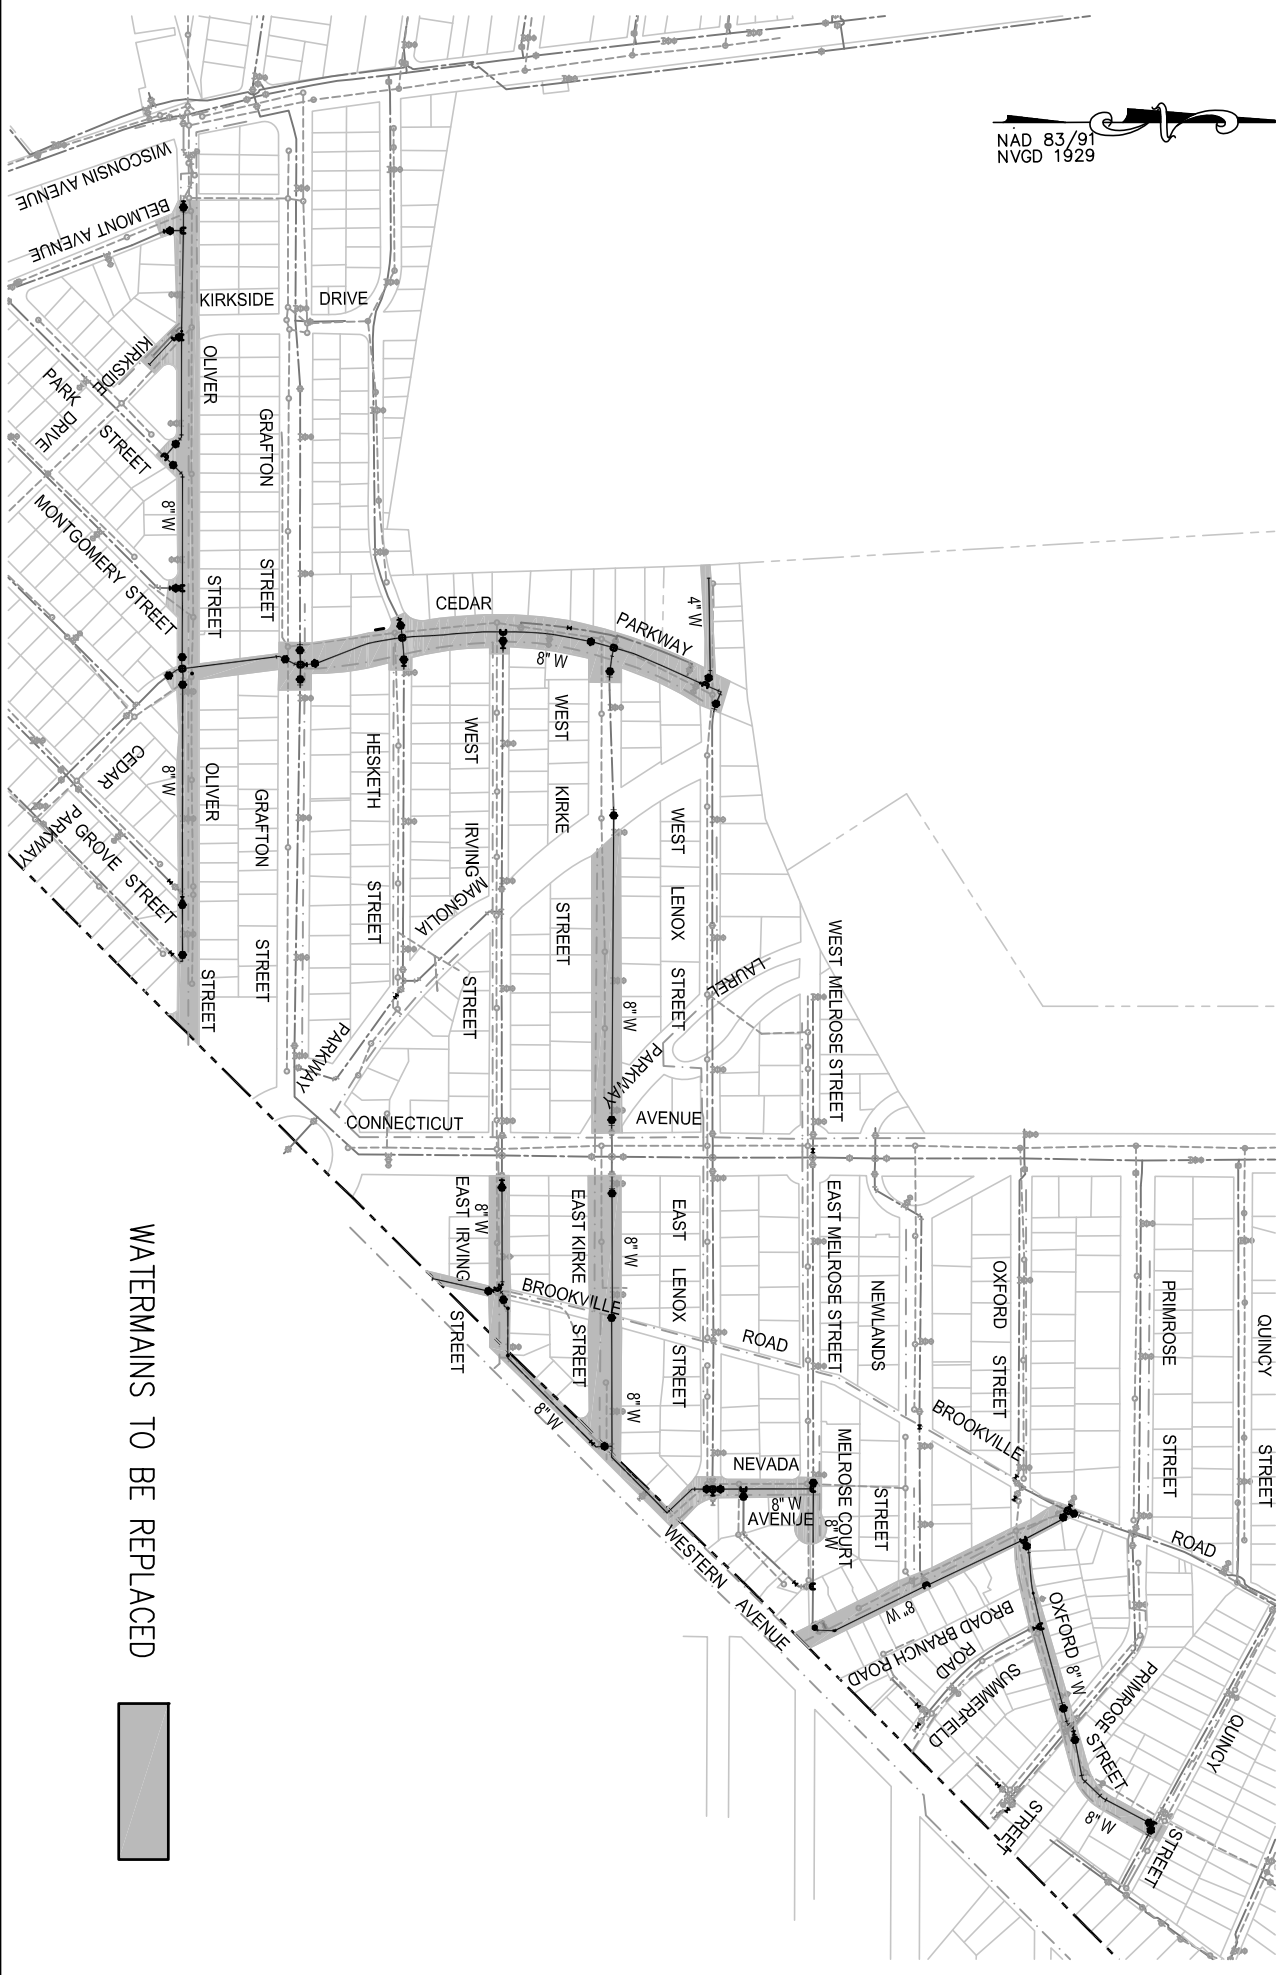 NAD 83/91
NVGD 1929
WISCONSIN AVENUE
BELMONT AVENUE
KIRKSIDE DRIVE
KIRKSIDE
DRIVE
PARK
STREET
OLIVER
GRAFTON
8" W
MONTGOMERY STREET
STREET
STREET
CEDAR
PARKWAY
4" W
8" W
CEDAR
PARKWAY
8" W
OLIVER
GRAFTON
HESKETH
WEST
IRVING
WEST
KIRKE
WEST
LENOX
STREET
GROVE STREET
STREET
STREET
STREET
STREET
STREET
MAGNOLIA
PARKWAY
LAUREL
PARKWAY
WEST MELROSE STREET
8" W
CONNECTICUT
AVENUE
EAST IRVING
STREET
8" W
EAST KIRKE
STREET
8" W
EAST
LENOX
STREET
EAST MELROSE STREET
NEWLANDS
STREET
OXFORD
STREET
PRIMROSE
STREET
QUINCY
STREET
BROOKVILLE
ROAD
BROOKVILLE
ROAD
8" W
8" W
NEVADA
AVENUE
8" W
8" W
MELROSE COURT
WESTERN
AVENUE
8" W
BROAD BRANCH ROAD
SUMMERFIELD
ROAD
OXFORD
8" W
STREET
8" W
PRIMROSE
STREET
QUINCY
STREET
WATERMAINS TO BE REPLACED